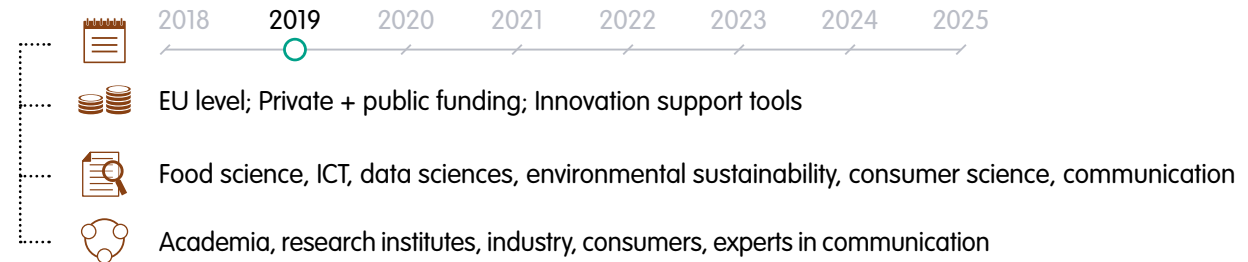 2018 2019 2020 2021 2022 2023 2024 2025
EU level; Private + public funding; Innovation support tools
Food science, ICT, data sciences, environmental sustainability, consumer science, communication
Academia, research institutes, industry, consumers, experts in communication